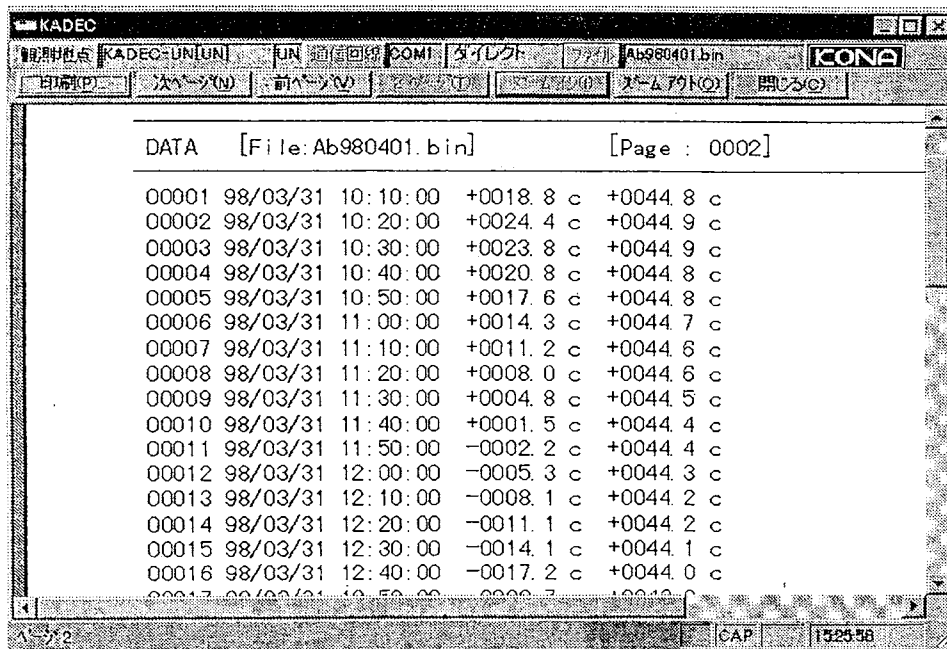 KADEC
観測地点 KADEC-UN[UN] UN 通信回線 COM1 ダイレクト ファイル Ab980401.bin KONA
印刷(P) 次ページ(N) 前ページ(V) ズームアウト(O) 閉じる(C)
DATA [File:Ab980401.bin] [Page : 0002]
00001 98/03/31 10:10:00 +0018.8 c +0044.8 c
00002 98/03/31 10:20:00 +0024.4 c +0044.9 c
00003 98/03/31 10:30:00 +0023.8 c +0044.9 c
00004 98/03/31 10:40:00 +0020.8 c +0044.8 c
00005 98/03/31 10:50:00 +0017.6 c +0044.8 c
00006 98/03/31 11:00:00 +0014.3 c +0044.7 c
00007 98/03/31 11:10:00 +0011.2 c +0044.6 c
00008 98/03/31 11:20:00 +0008.0 c +0044.6 c
00009 98/03/31 11:30:00 +0004.8 c +0044.5 c
00010 98/03/31 11:40:00 +0001.5 c +0044.4 c
00011 98/03/31 11:50:00 -0002.2 c +0044.4 c
00012 98/03/31 12:00:00 -0005.3 c +0044.3 c
00013 98/03/31 12:10:00 -0008.1 c +0044.2 c
00014 98/03/31 12:20:00 -0011.1 c +0044.2 c
00015 98/03/31 12:30:00 -0014.1 c +0044.1 c
00016 98/03/31 12:40:00 -0017.2 c +0044.0 c
ページ 2 CAP 15:25:56